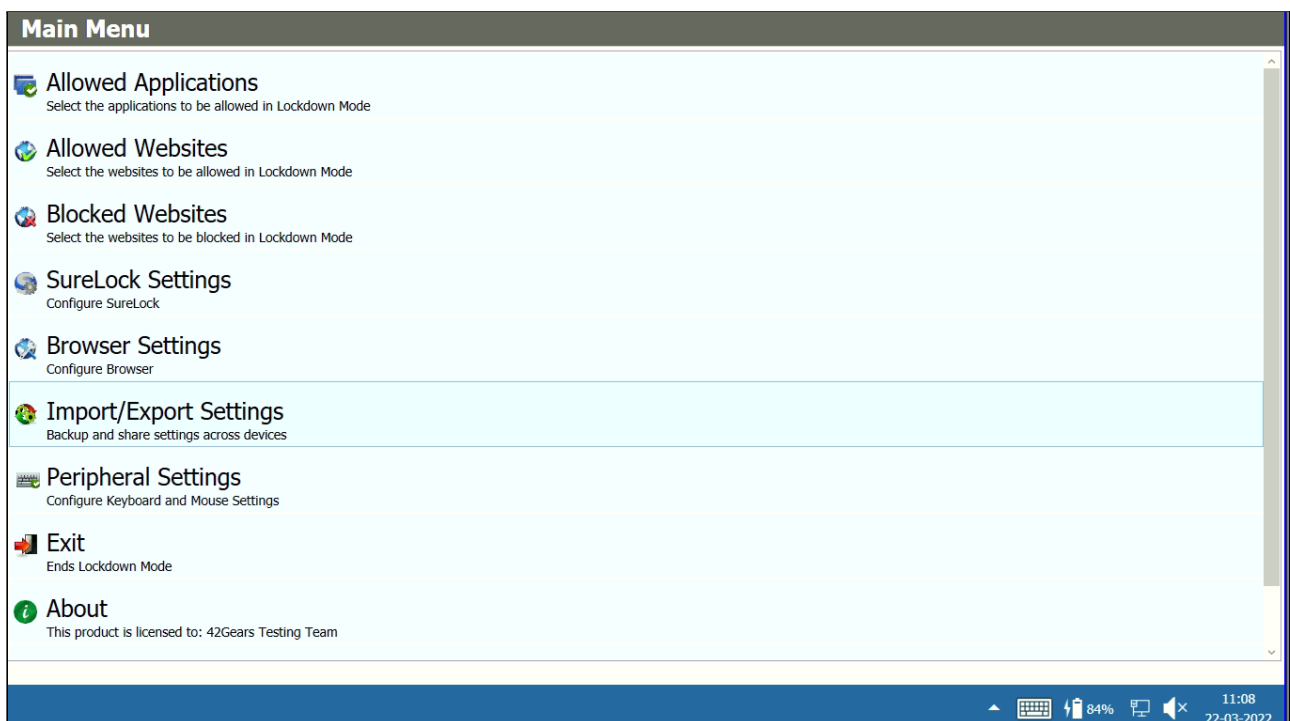 Main Menu
Allowed Applications
Select the applications to be allowed in Lockdown Mode
Allowed Websites
Select the websites to be allowed in Lockdown Mode
Blocked Websites
Select the websites to be blocked in Lockdown Mode
SureLock Settings
Configure SureLock
Browser Settings
Configure Browser
Import/Export Settings
Backup and share settings across devices
Peripheral Settings
Configure Keyboard and Mouse Settings
Exit
Ends Lockdown Mode
About
This product is licensed to: 42Gears Testing Team
84%
11:08
22-03-2022